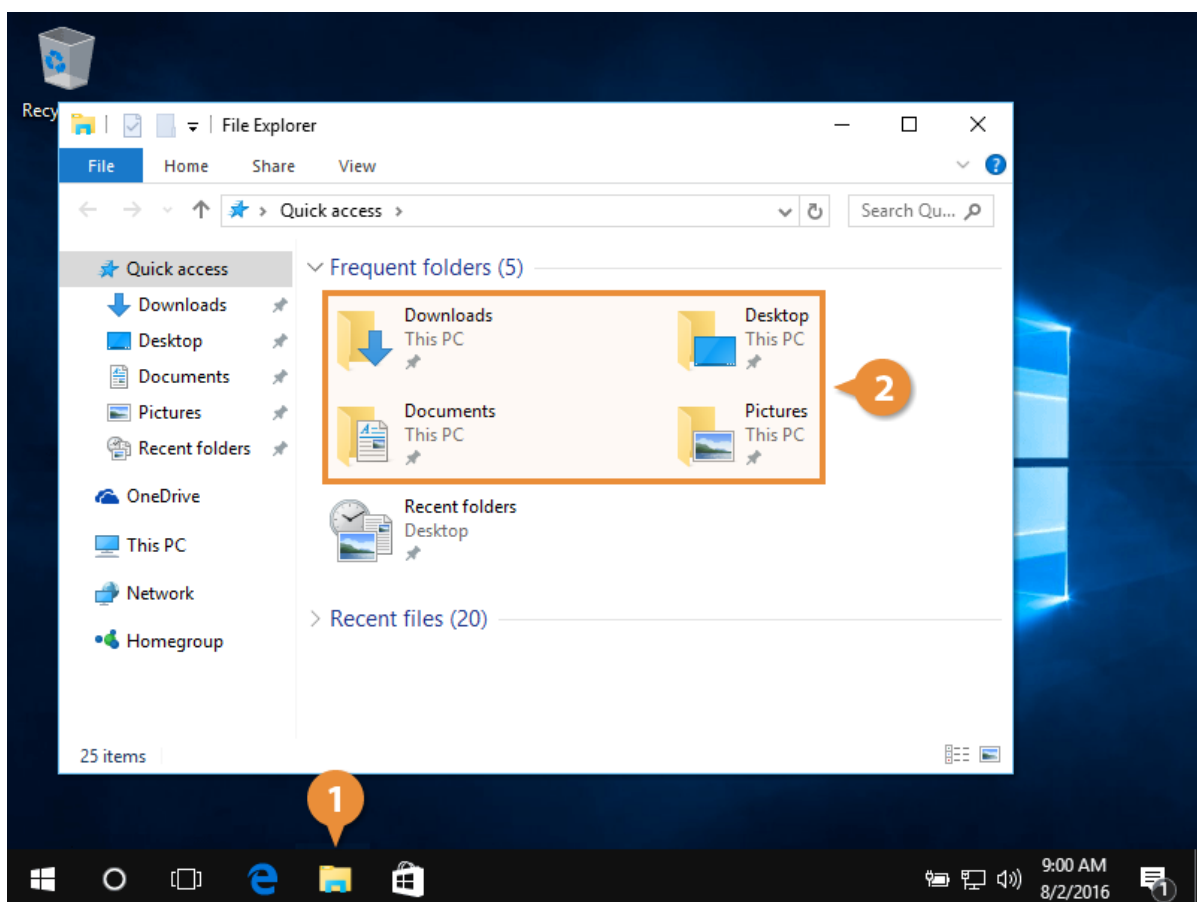 Recy
File Explorer
File Home Share View
Quick access
Search Qu...
Quick access
Downloads
Desktop
Documents
Pictures
Recent folders
OneDrive
This PC
Network
Homegroup
Frequent folders (5)
Downloads
This PC
Desktop
This PC
Documents
This PC
Pictures
This PC
Recent folders
Desktop
Recent files (20)
2
25 items
1
9:00 AM
8/2/2016
1